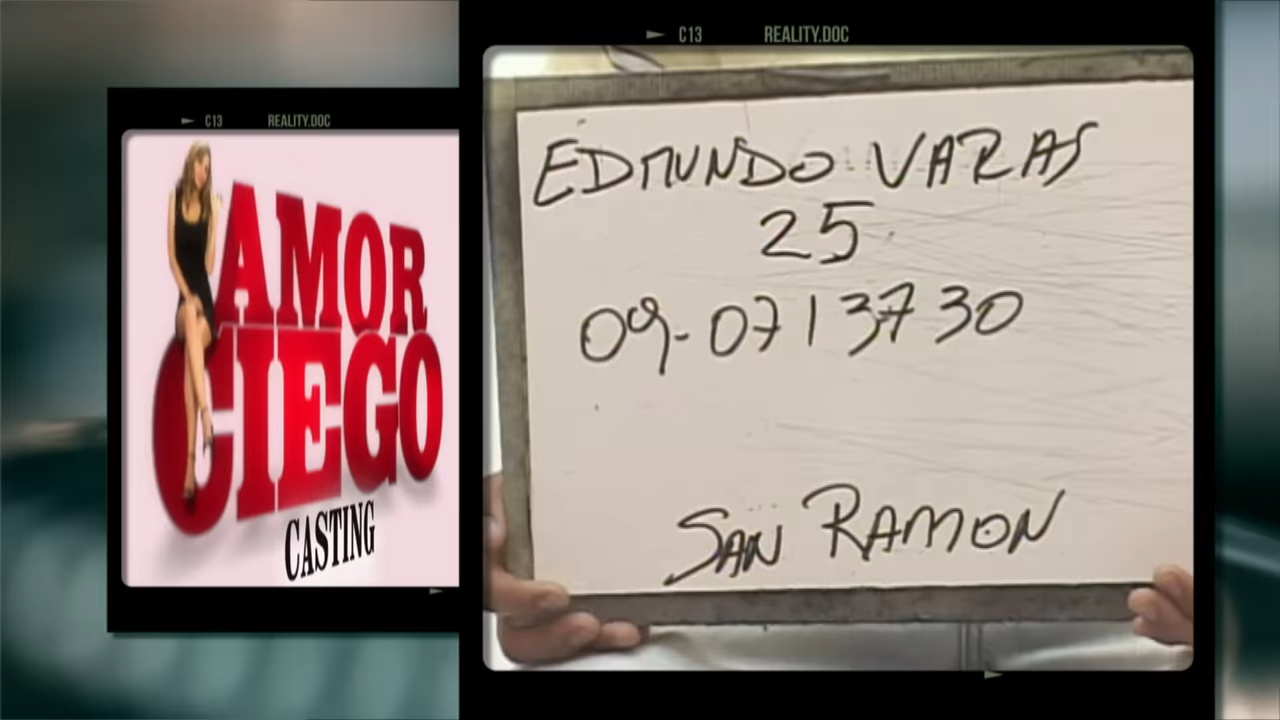 C13 REALITY.DOC
AMOR
CIEGO
CASTING
C13 REALITY.DOC
EDMUNDO VARAS
25
09-0713730
SAN RAMON